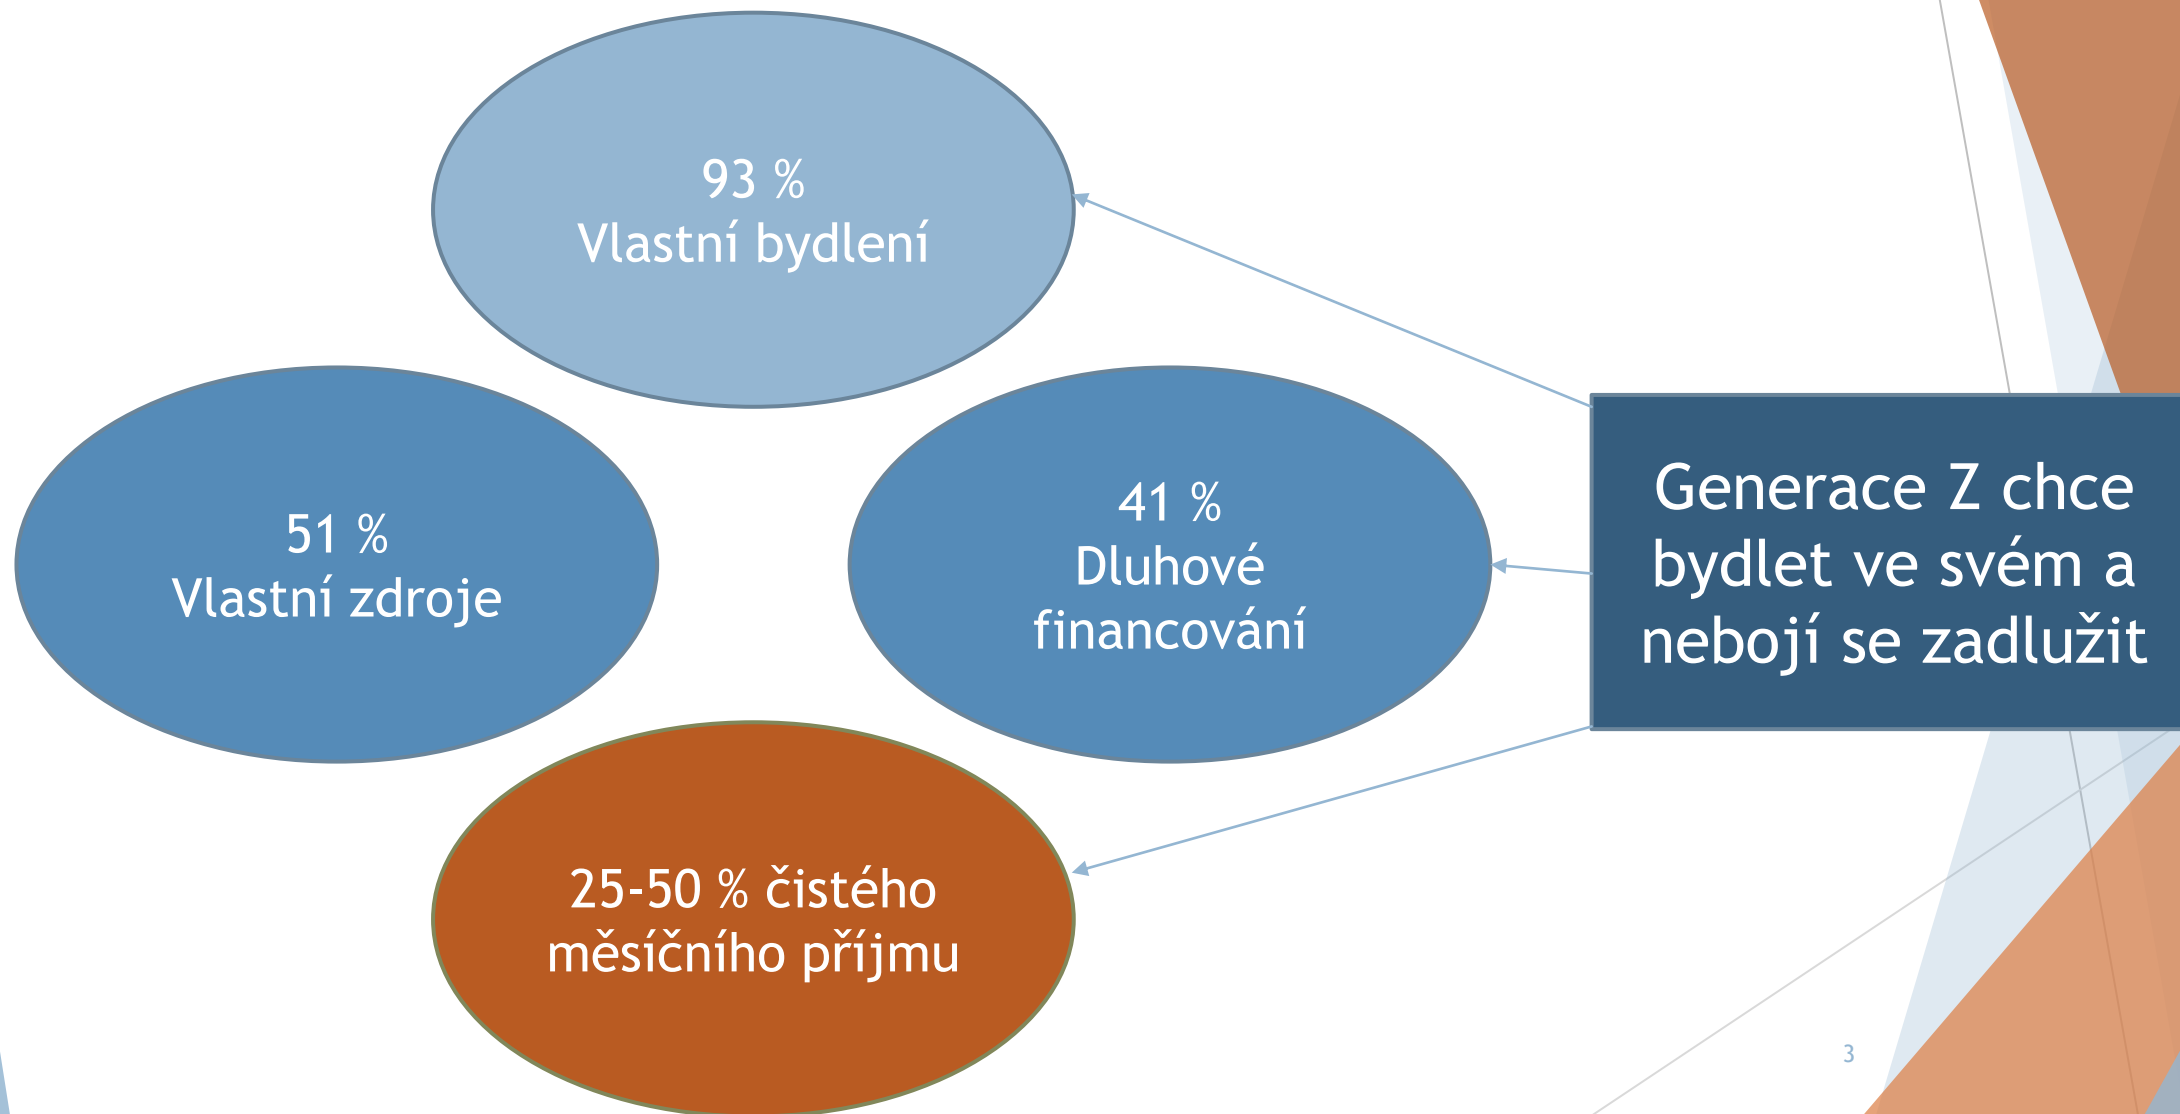 93 %
Vlastní bydlení
51 %
Vlastní zdroje
41 %
Dluhové
financování
25-50 % čistého
měsíčního příjmu
Generace Z chce
bydlet ve svém a
nebojí se zadlužit
3